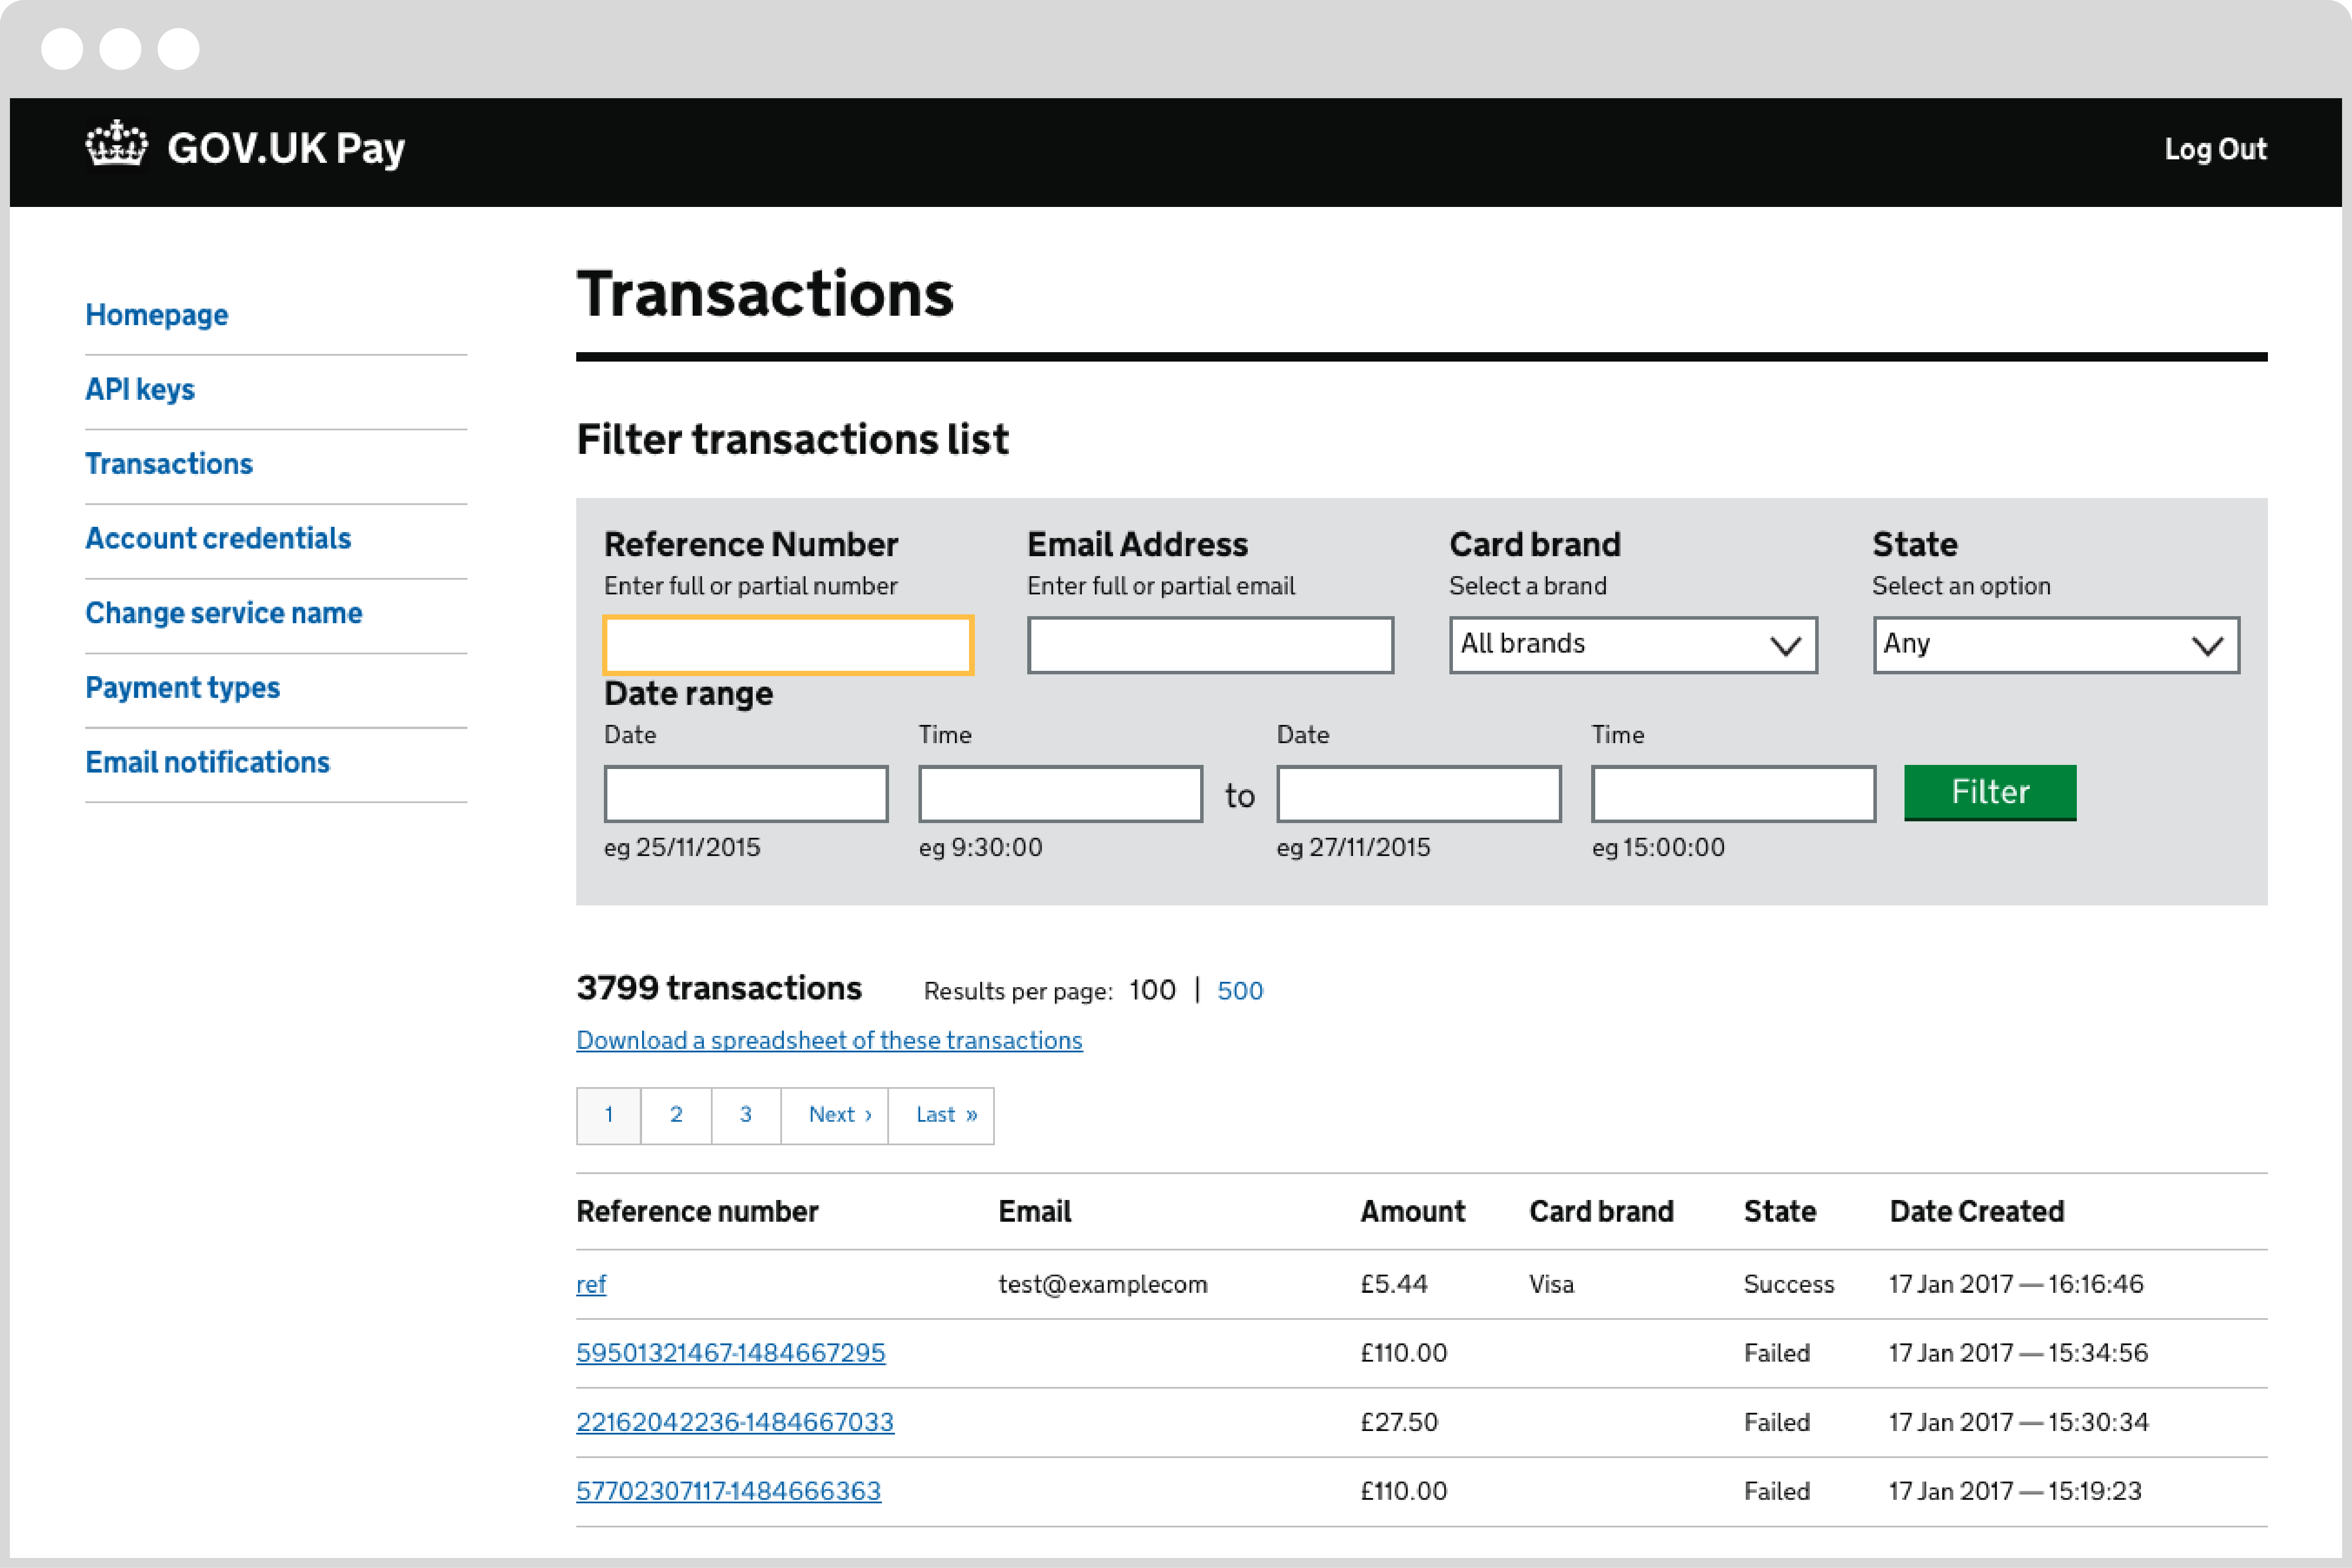 GOV.UK Pay
Log Out
Homepage
API keys
Transactions
Account credentials
Change service name
Payment types
Email notifications
Transactions
Filter transactions list
Reference Number Email Address Card brand State
Enter full or partial number Enter full or partial email Select a brand Select an option
All brands Any
Date range
Date Time Date Time
to Filter
eg 25/11/2015 eg 9:30:00 eg 27/11/2015 eg 15:00:00
3799 transactions Results per page: 100 | 500
Download a spreadsheet of these transactions
1 2 3 Next › Last »
Reference number Email Amount Card brand State Date Created
ref test@examplecom £5.44 Visa Success 17 Jan 2017 — 16:16:46
59501321467-1484667295 £110.00 Failed 17 Jan 2017 — 15:34:56
22162042236-1484667033 £27.50 Failed 17 Jan 2017 — 15:30:34
57702307117-1484666363 £110.00 Failed 17 Jan 2017 — 15:19:23